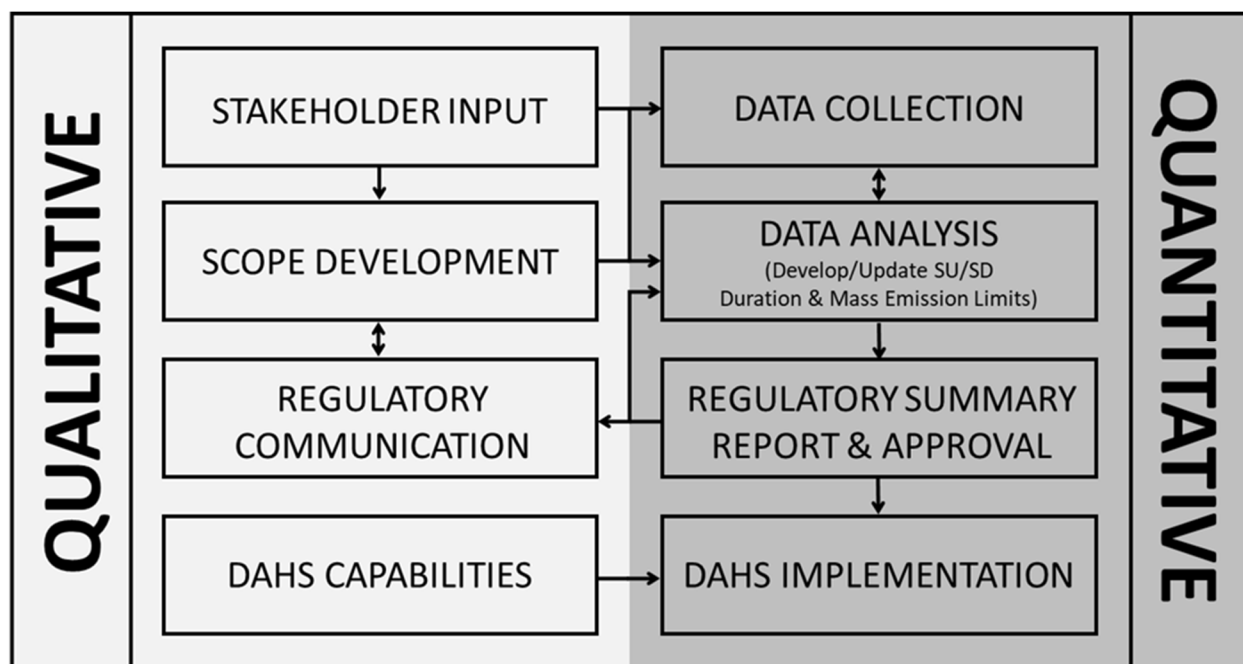 QUALITATIVE
STAKEHOLDER INPUT
SCOPE DEVELOPMENT
REGULATORY
COMMUNICATION
DAHS CAPABILITIES
DATA COLLECTION
DATA ANALYSIS
(Develop/Update SU/SD
Duration & Mass Emission Limits)
REGULATORY SUMMARY
REPORT & APPROVAL
DAHS IMPLEMENTATION
QUANTITATIVE